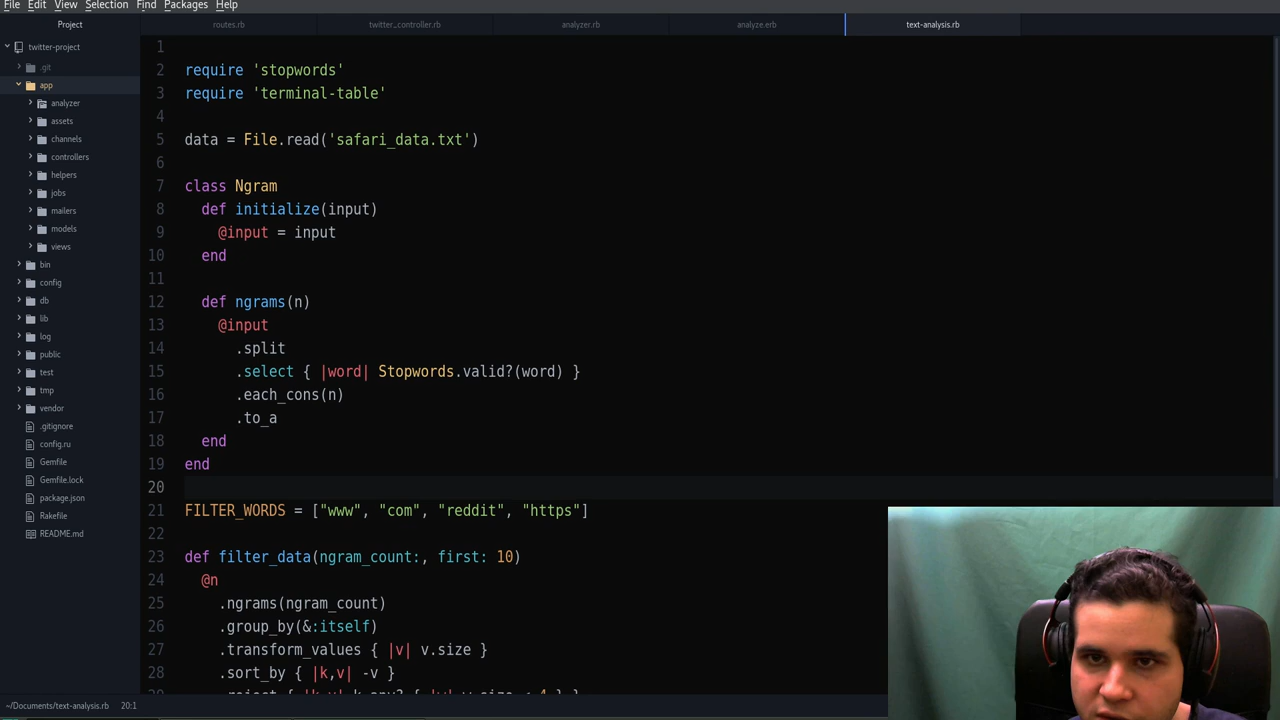 File Edit View Selection Find Packages Help
Project
routes.rb twitter_controller.rb analyzer.rb analyze.erb text-analysis.rb
twitter-project
.git
app
analyzer
assets
channels
controllers
helpers
jobs
mailers
models
views
bin
config
db
lib
log
public
test
tmp
vendor
.gitignore
config.ru
Gemfile
Gemfile.lock
package.json
Rakefile
README.md
1
2 require 'stopwords'
3 require 'terminal-table'
4
5 data = File.read('safari_data.txt')
6
7 class Ngram
8 def initialize(input)
9 @input = input
10 end
11
12 def ngrams(n)
13 @input
14 .split
15 .select { |word| Stopwords.valid?(word) }
16 .each_cons(n)
17 .to_a
18 end
19 end
20
21 FILTER_WORDS = ["www", "com", "reddit", "https"]
22
23 def filter_data(ngram_count:, first: 10)
24 @n
25 .ngrams(ngram_count)
26 .group_by(&:itself)
27 .transform_values { |v| v.size }
28 .sort_by { |k,v| -v }
~/Documents/text-analysis.rb 20:1